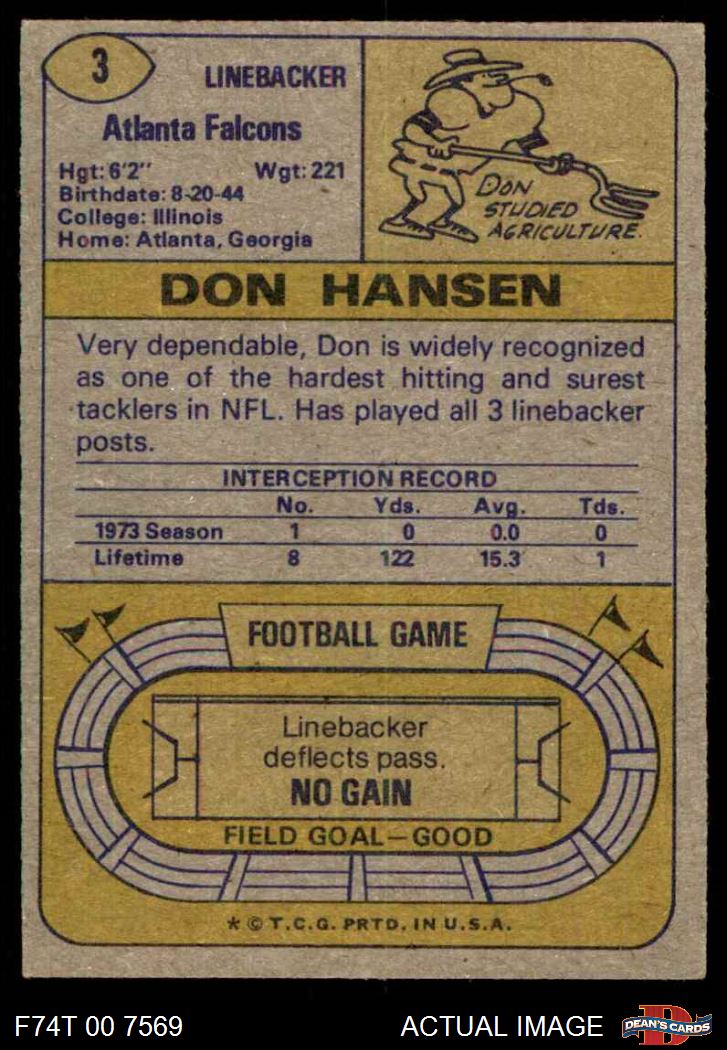 3
LINEBACKER
Atlanta Falcons
Hgt: 6'2" Wgt: 221
Birthdate: 8-20-44
College: Illinois
Home: Atlanta, Georgia
DON STUDIED AGRICULTURE.
DON HANSEN
Very dependable, Don is widely recognized
as one of the hardest hitting and surest
tacklers in NFL. Has played all 3 linebacker
posts.
INTERCEPTION RECORD
No. Yds. Avg. Tds.
1973 Season 1 0 0.0 0
Lifetime 8 122 15.3 1
FOOTBALL GAME
Linebacker
deflects pass.
NO GAIN
FIELD GOAL—GOOD
* © T.C.G. PRTD. IN U.S.A.
F74T 00 7569 ACTUAL IMAGE D DEAN'S CARDS